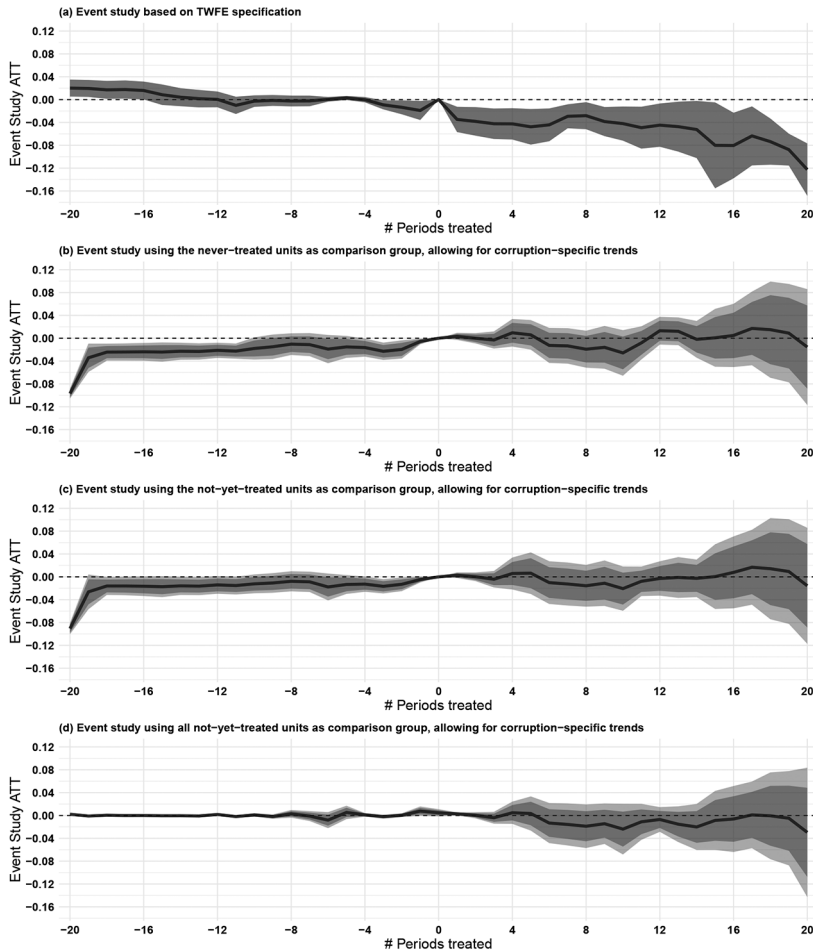 (a) Event study based on TWFE specification
Event Study ATT
0.12
0.08
0.04
0.00
−0.04
−0.08
−0.12
−0.16
−20 −16 −12 −8 −4 0 4 8 12 16 20
# Periods treated
(b) Event study using the never−treated units as comparison group, allowing for corruption−specific trends
Event Study ATT
0.12
0.08
0.04
0.00
−0.04
−0.08
−0.12
−0.16
−20 −16 −12 −8 −4 0 4 8 12 16 20
# Periods treated
(c) Event study using the not−yet−treated units as comparison group, allowing for corruption−specific trends
Event Study ATT
0.12
0.08
0.04
0.00
−0.04
−0.08
−0.12
−0.16
−20 −16 −12 −8 −4 0 4 8 12 16 20
# Periods treated
(d) Event study using all not−yet−treated units as comparison group, allowing for corruption−specific trends
Event Study ATT
0.12
0.08
0.04
0.00
−0.04
−0.08
−0.12
−0.16
−20 −16 −12 −8 −4 0 4 8 12 16 20
# Periods treated